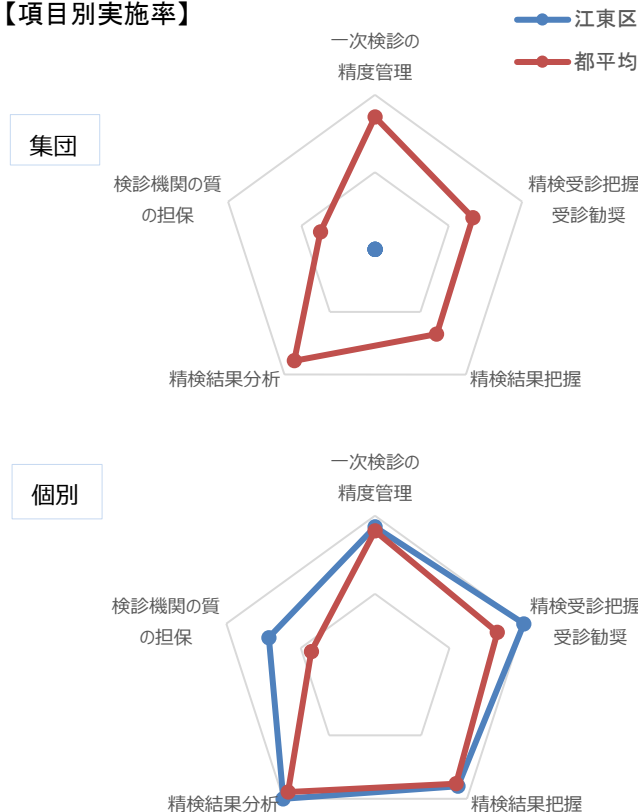 【項目別実施率】
江東区
都平均
集団
一次検診の
精度管理
精検受診把握
受診勧奨
精検結果把握
精検結果分析
検診機関の質
の担保
個別
一次検診の
精度管理
精検受診把握
受診勧奨
精検結果把握
精検結果分析
検診機関の質
の担保